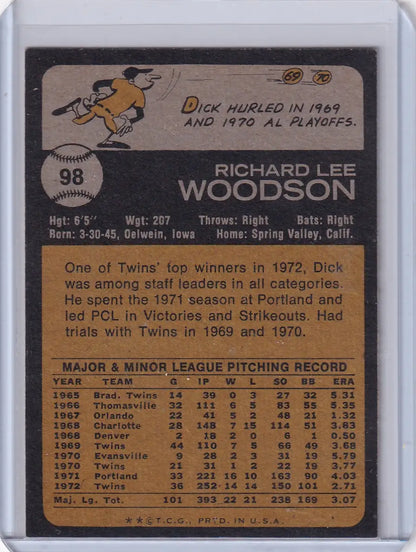 69 70
DICK HURLED IN 1969
AND 1970 AL PLAYOFFS.
98
RICHARD LEE
WOODSON
Hgt: 6'5" Wgt: 207 Throws: Right Bats: Right
Born: 3-30-45, Oelwein, Iowa Home: Spring Valley, Calif.
One of Twins' top winners in 1972, Dick
was among staff leaders in all categories.
He spent the 1971 season at Portland and
led PCL in Victories and Strikeouts. Had
trials with Twins in 1969 and 1970.
MAJOR & MINOR LEAGUE PITCHING RECORD
YEAR TEAM G IP W L SO BB ERA
1965 Brad. Twins 14 39 0 3 27 32 5.31
1966 Thomasville 32 111 6 5 83 55 5.35
1967 Orlando 22 41 5 2 48 21 1.32
1968 Charlotte 28 148 7 15 114 51 3.83
1968 Denver 2 18 2 0 6 1 0.50
1969 Twins 44 110 7 5 66 49 3.68
1970 Evansville 9 28 2 3 31 19 5.79
1970 Twins 21 31 1 2 22 19 3.77
1971 Portland 33 221 16 10 163 90 4.03
1972 Twins 36 252 14 14 150 101 2.71
Maj. Lg. Tot. 101 393 22 21 238 169 3.07
★★©T.C.G., PRTD. IN U.S.A.